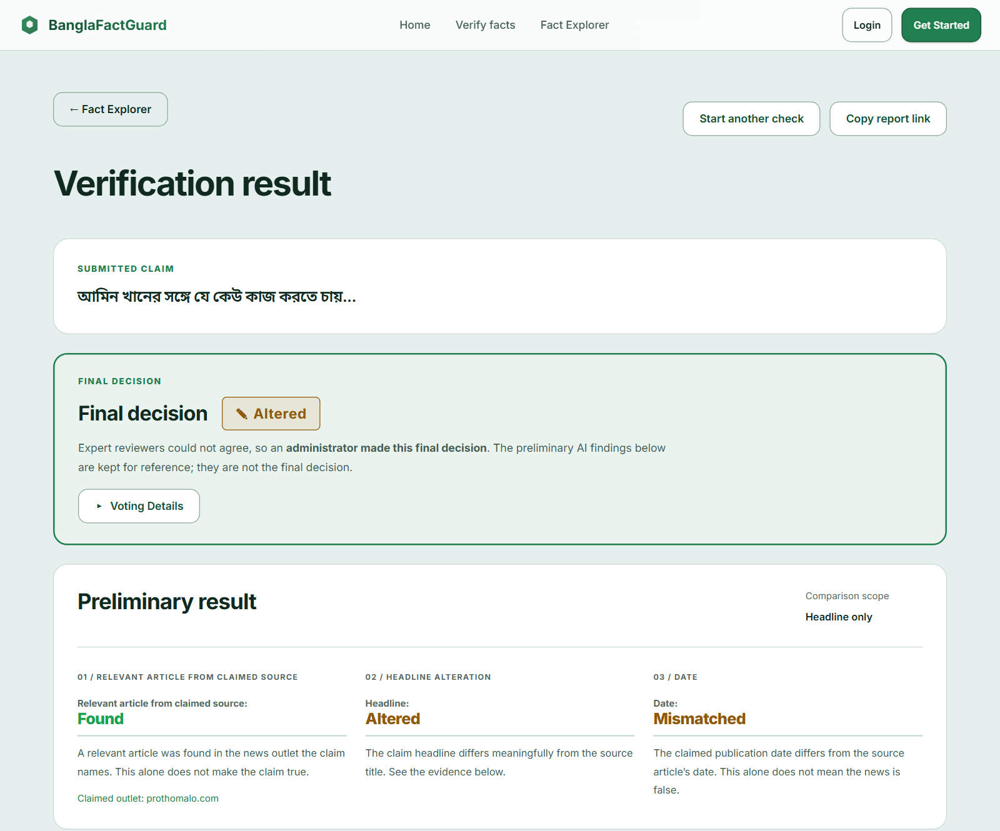 BanglaFactGuard
Home Verify facts Fact Explorer
Login
Get Started
← Fact Explorer
Start another check
Copy report link
Verification result
SUBMITTED CLAIM
আমিন খানের সঙ্গে যে কেউ কাজ করতে চায়...
FINAL DECISION
Final decision
Altered
Expert reviewers could not agree, so an administrator made this final decision. The preliminary AI findings below
are kept for reference; they are not the final decision.
Voting Details
Preliminary result
Comparison scope
Headline only
01 / RELEVANT ARTICLE FROM CLAIMED SOURCE
Relevant article from claimed source:
Found
A relevant article was found in the news outlet the claim
names. This alone does not make the claim true.
Claimed outlet: prothomalo.com
02 / HEADLINE ALTERATION
Headline:
Altered
The claim headline differs meaningfully from the source
title. See the evidence below.
03 / DATE
Date:
Mismatched
The claimed publication date differs from the source
article's date. This alone does not mean the news is
false.